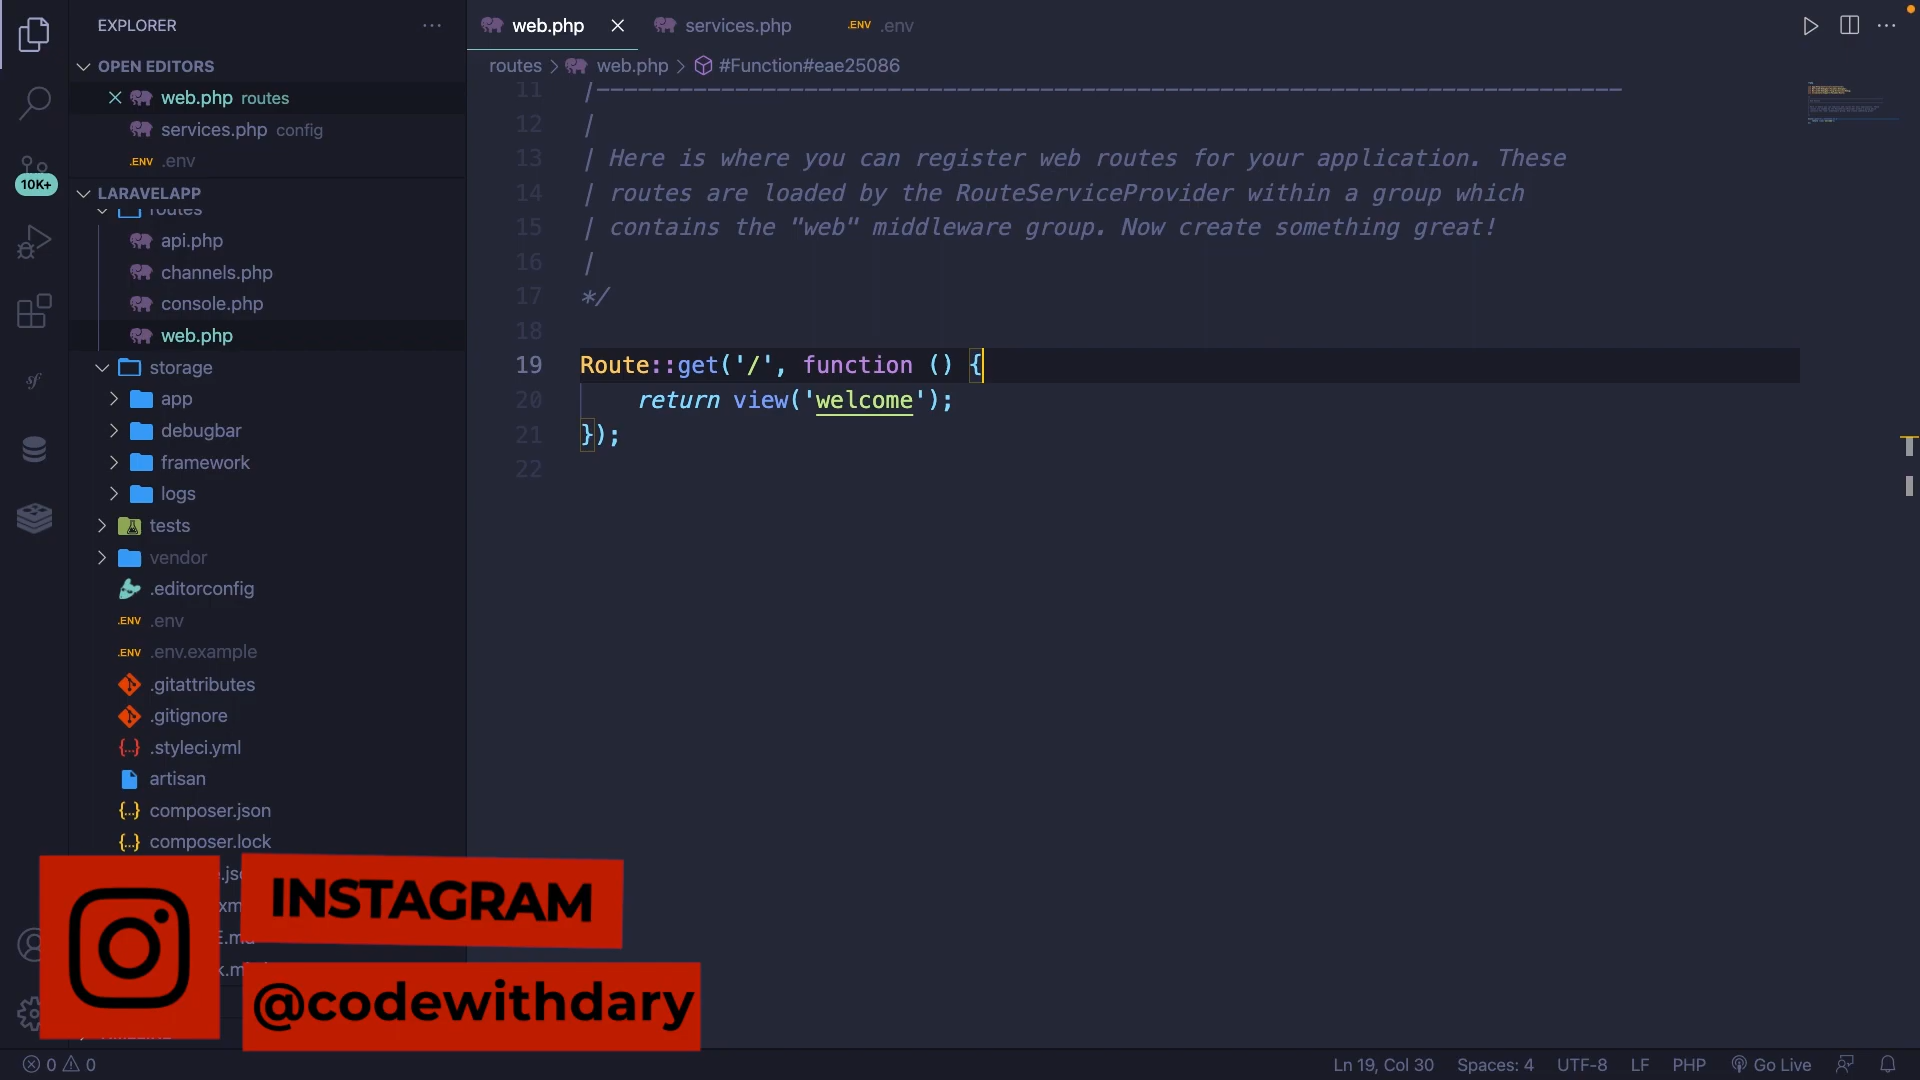 EXPLORER
OPEN EDITORS
web.php routes
services.php config
.ENV .env
10K+
LARAVELAPP
routes
api.php
channels.php
console.php
web.php
storage
app
debugbar
framework
logs
tests
vendor
.editorconfig
.ENV .env
.ENV .env.example
.gitattributes
.gitignore
.styleci.yml
artisan
composer.json
composer.lock
web.php
services.php
.ENV .env
routes > web.php > #Function#eae25086
11 |--------------------------------------------------------------------------
12 |
13 | Here is where you can register web routes for your application. These
14 | routes are loaded by the RouteServiceProvider within a group which
15 | contains the "web" middleware group. Now create something great!
16 |
17 */
18
19 Route::get('/', function () {
20 return view('welcome');
21 });
22
INSTAGRAM
@codewithdary
0 0
Ln 19, Col 30
Spaces: 4
UTF-8
LF
PHP
Go Live